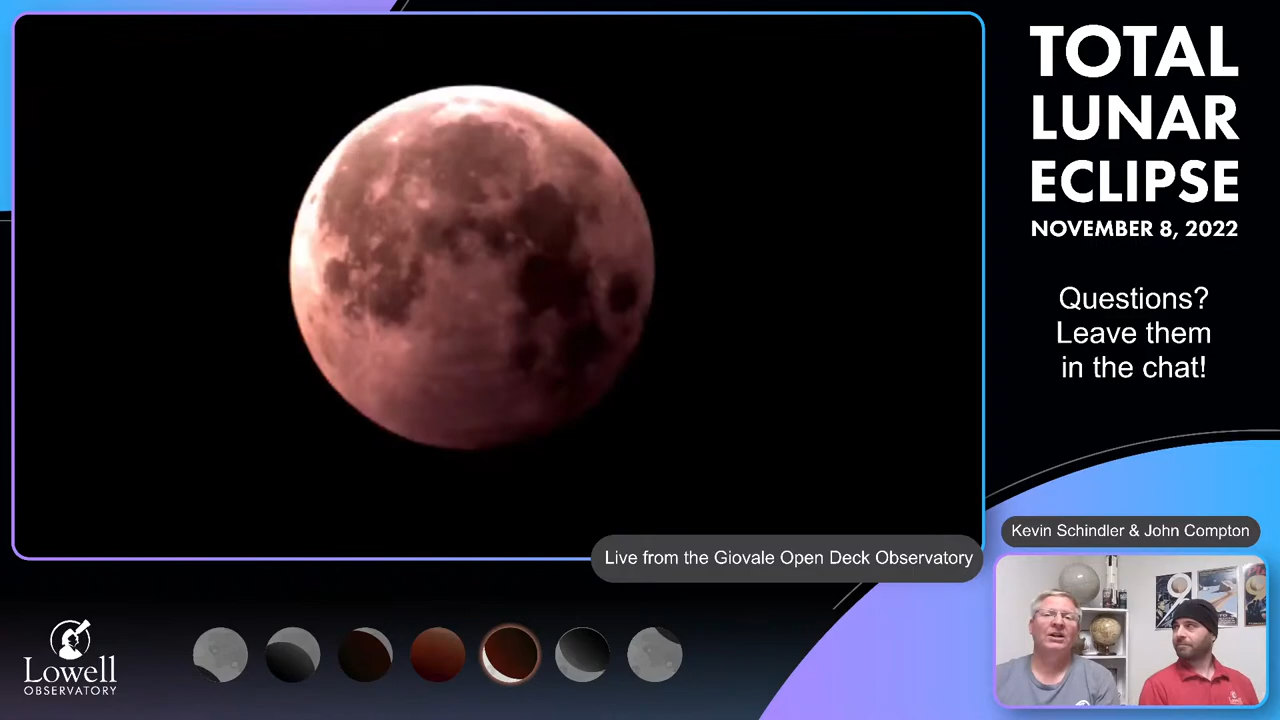 TOTAL
LUNAR
ECLIPSE
NOVEMBER 8, 2022
Questions?
Leave them
in the chat!
Kevin Schindler & John Compton
Live from the Giovale Open Deck Observatory
Lowell
OBSERVATORY